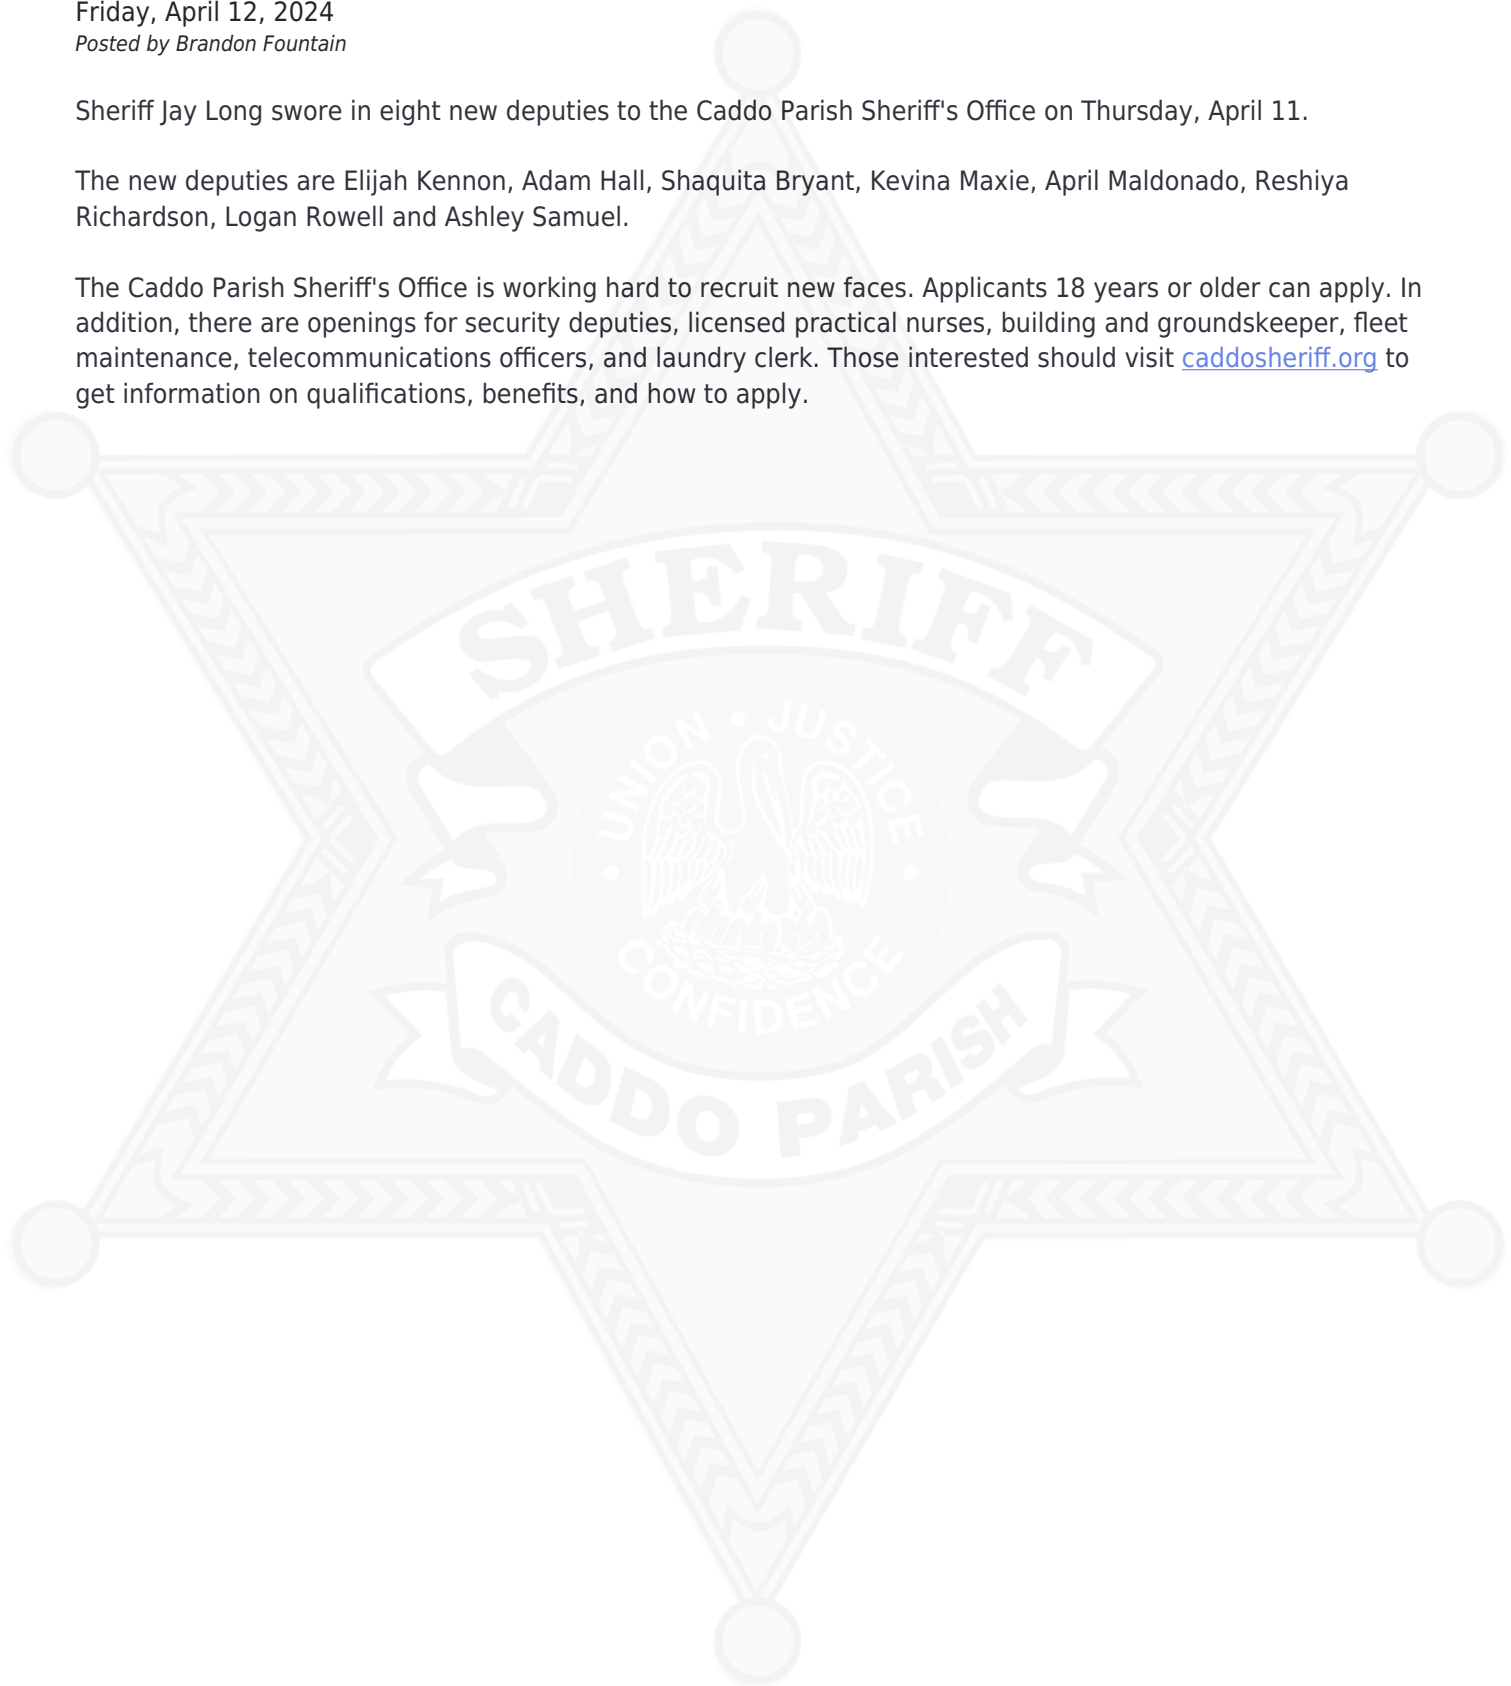 Friday, April 12, 2024
Posted by Brandon Fountain
Sheriff Jay Long swore in eight new deputies to the Caddo Parish Sheriff's Office on Thursday, April 11.
The new deputies are Elijah Kennon, Adam Hall, Shaquita Bryant, Kevina Maxie, April Maldonado, Reshiya
Richardson, Logan Rowell and Ashley Samuel.
The Caddo Parish Sheriff's Office is working hard to recruit new faces. Applicants 18 years or older can apply. In
addition, there are openings for security deputies, licensed practical nurses, building and groundskeeper, fleet
maintenance, telecommunications officers, and laundry clerk. Those interested should visit caddosheriff.org to
get information on qualifications, benefits, and how to apply.
SHERIFF
UNION • JUSTICE
• CONFIDENCE •
CADDO PARISH